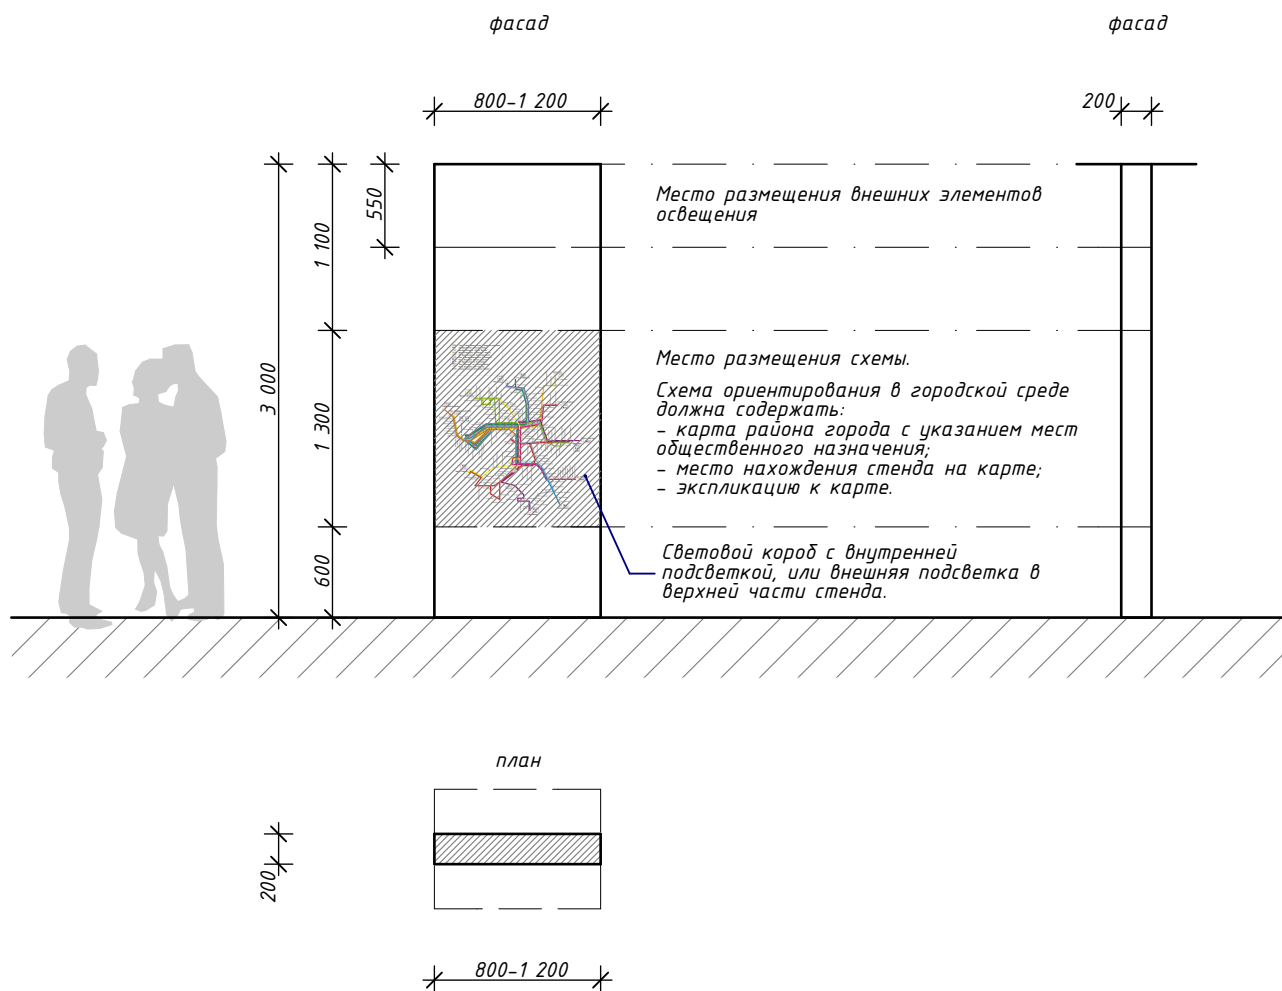 фасад
фасад
800-1 200
200
550
1 100
3 000
1 300
600
Место размещения внешних элементов
освещения
Место размещения схемы.
Схема ориентирования в городской среде
должна содержать:
- карта района города с указанием мест
общественного назначения;
- место нахождения стенда на карте;
- экспликацию к карте.
Световой короб с внутренней
подсветкой, или внешняя подсветка в
верхней части стенда.
план
200
800-1 200